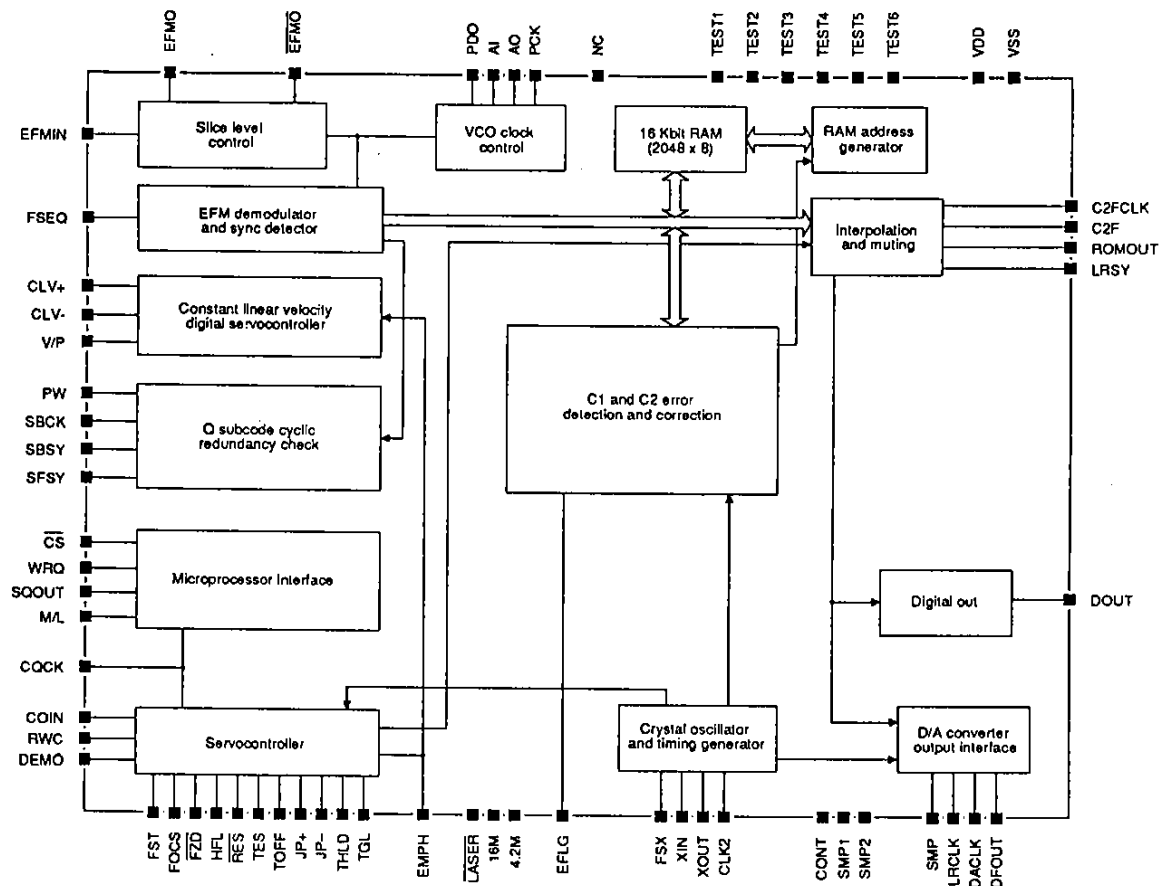 EFMO
E̅F̅M̅O̅
PDO
AI
AO
PCK
NC
TEST1
TEST2
TEST3
TEST4
TEST5
TEST6
VDD
VSS
EFMIN
Slice level
control
VCO clock
control
16 Kbit RAM
(2048 x 8)
RAM address
generator
FSEQ
EFM demodulator
and sync detector
Interpolation
and muting
C2FCLK
C2F
ROMOUT
LRSY
CLV+
CLV-
V/P
Constant linear velocity
digital servocontroller
PW
SBCK
SBSY
SFSY
Q subcode cyclic
redundancy check
C1 and C2 error
detection and correction
C̅S̅
WRQ
SQOUT
M/L
Microprocessor Interface
Digital out
DOUT
CQCK
COIN
RWC
DEMO
Servocontroller
Crystal oscillator
and timing generator
D/A converter
output interface
FST
FOCS
F̅Z̅D̅
HFL
R̅E̅S̅
TES
TOFF
JP+
JP-
THLD
TGL
EMPH
L̅A̅S̅E̅R̅
16M
4.2M
EFLG
FSX
XIN
XOUT
CLK2
CONT
SMP1
SMP2
SMP
LRCLK
DACLK
DFOUT